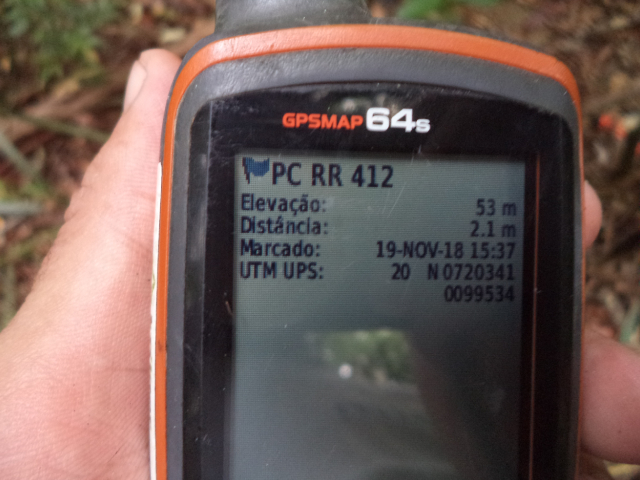 GPSMAP 64s
PC RR 412
Elevação: 53 m
Distância: 2.1 m
Marcado: 19-NOV-18 15:37
UTM UPS: 20 N 0720341
0099534